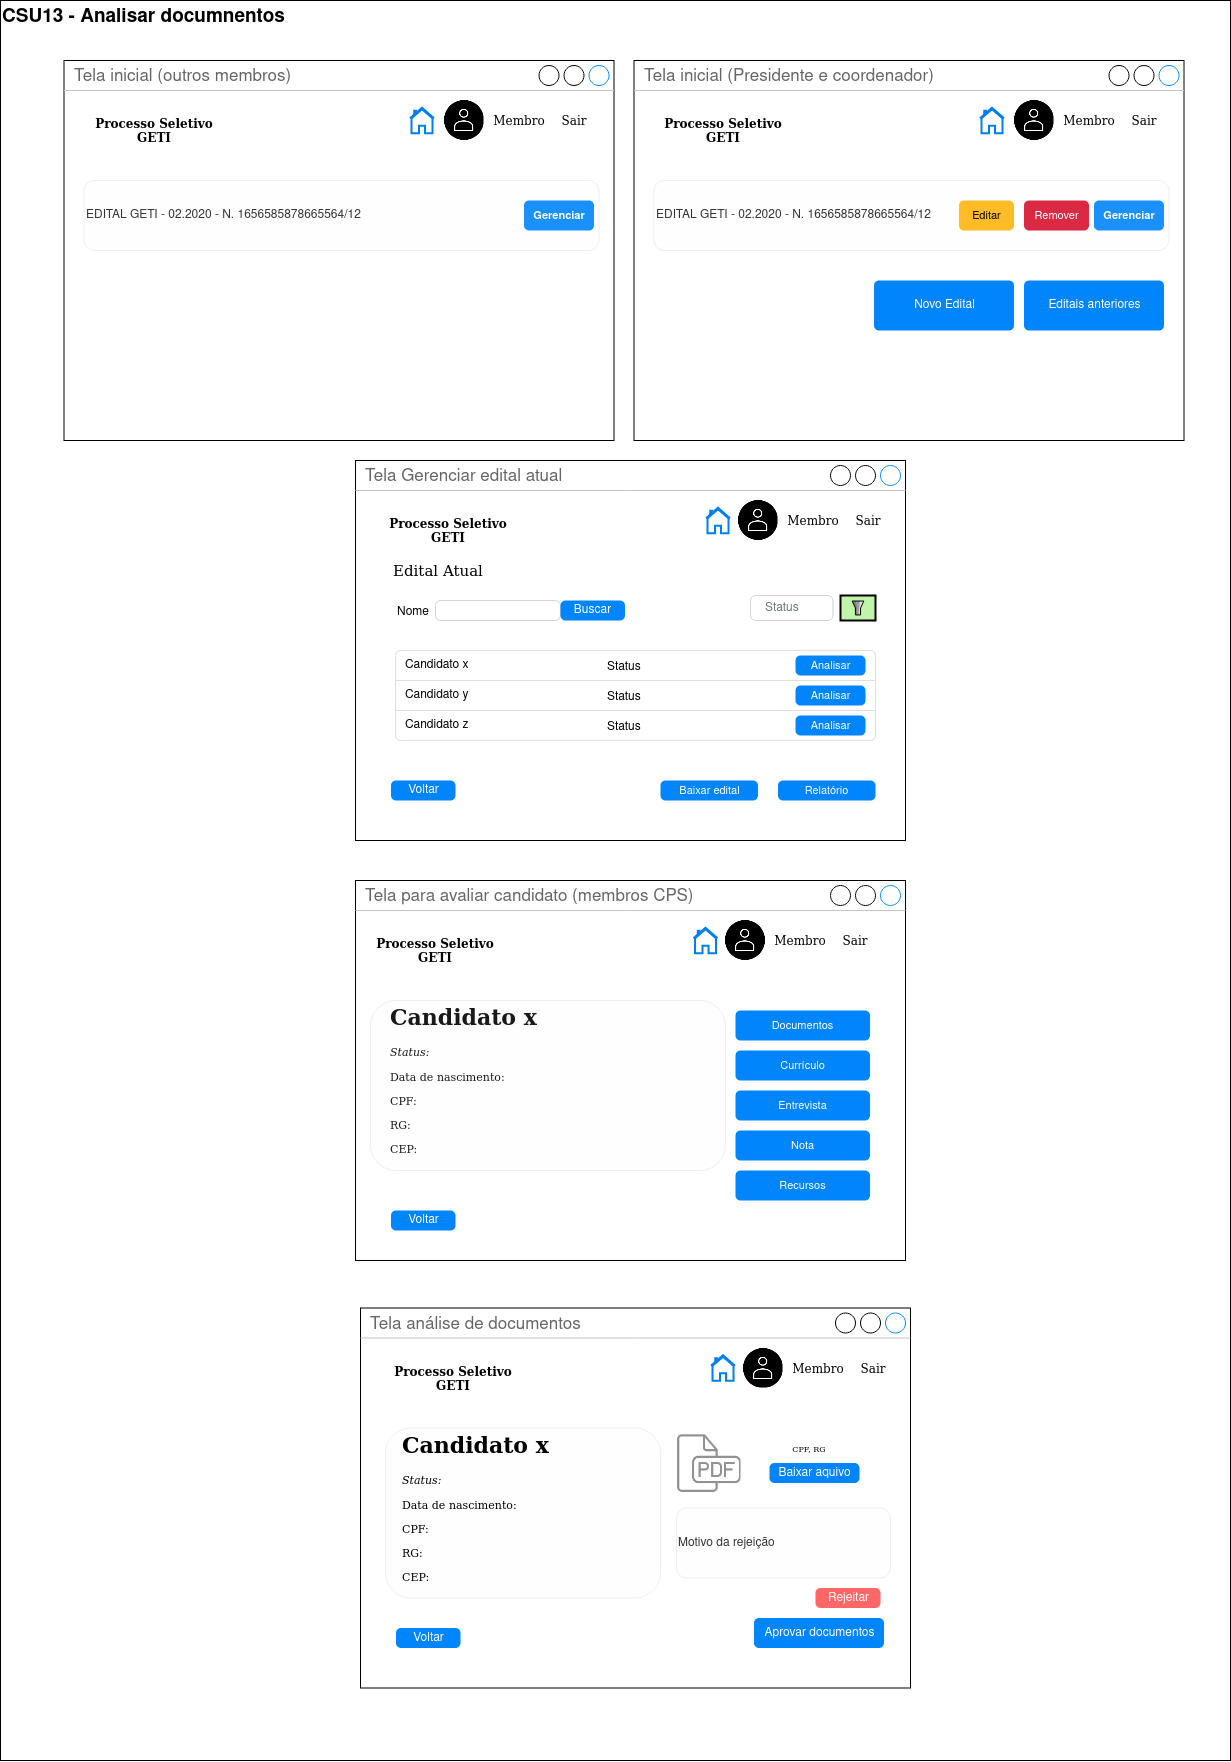 CSU13 - Analisar documnentos
Tela inicial (outros membros)
Processo Seletivo
GETI
Membro
Sair
EDITAL GETI - 02.2020 - N. 1656585878665564/12
Gerenciar
Tela inicial (Presidente e coordenador)
Processo Seletivo
GETI
Membro
Sair
EDITAL GETI - 02.2020 - N. 1656585878665564/12
Editar
Remover
Gerenciar
Novo Edital
Editais anteriores
Tela Gerenciar edital atual
Processo Seletivo
GETI
Membro
Sair
Edital Atual
Nome
Buscar
Status
Candidato x
Status
Analisar
Candidato y
Status
Analisar
Candidato z
Status
Analisar
Voltar
Baixar edital
Relatório
Tela para avaliar candidato (membros CPS)
Processo Seletivo
GETI
Membro
Sair
Candidato x
Status:
Data de nascimento:
CPF:
RG:
CEP:
Documentos
Currículo
Entrevista
Nota
Recursos
Voltar
Tela análise de documentos
Processo Seletivo
GETI
Membro
Sair
Candidato x
Status:
Data de nascimento:
CPF:
RG:
CEP:
PDF
CPF, RG
Baixar aquivo
Motivo da rejeição
Rejeitar
Aprovar documentos
Voltar